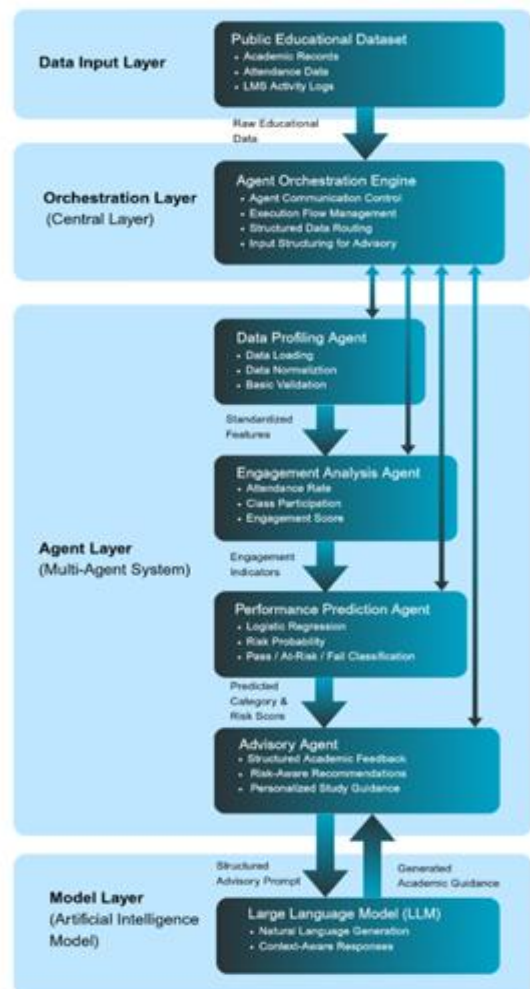 Data Input Layer
Public Educational Dataset
• Academic Records
• Attendance Data
• LMS Activity Logs
Raw Educational
Data
Orchestration Layer
(Central Layer)
Agent Orchestration Engine
• Agent Communication Control
• Execution Flow Management
• Structured Data Routing
• Input Structuring for Advisory
Agent Layer
(Multi-Agent System)
Data Profiling Agent
• Data Loading
• Data Normaliztion
• Basic Validation
Standardized
Features
Engagement Analysis Agent
• Attendance Rate
• Class Participation
• Engagement Score
Engagement
Indicators
Performance Prediction Agent
• Logistic Regression
• Risk Probability
• Pass / At-Risk / Fail Classification
Predicted
Category &
Risk Score
Advisory Agent
• Structured Academic Feedback
• Risk-Aware Recommendations
• Personalized Study Guidance
Structured
Advisory Prompt
Generated
Academic Guidance
Model Layer
(Artificial Intelligence
Model)
Large Language Model (LLM)
• Natural Language Generation
• Context-Aware Responses